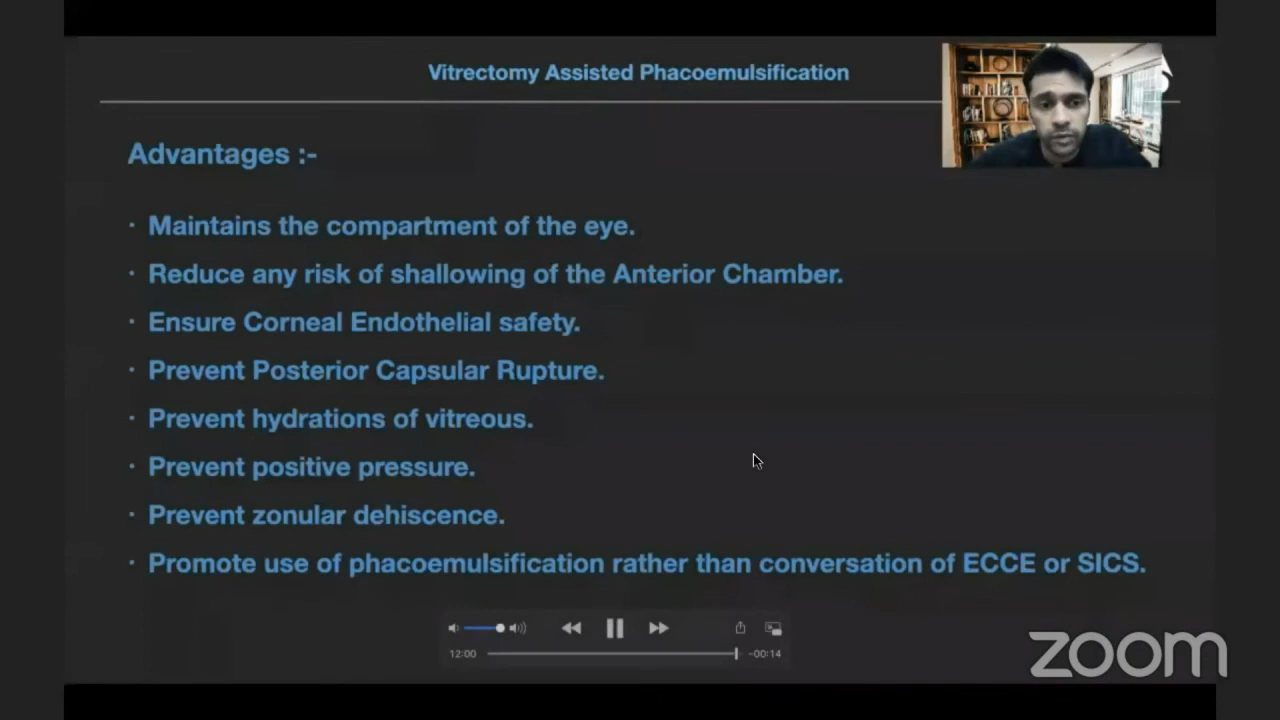 Vitrectomy Assisted Phacoemulsification
Advantages :-
· Maintains the compartment of the eye.
· Reduce any risk of shallowing of the Anterior Chamber.
· Ensure Corneal Endothelial safety.
· Prevent Posterior Capsular Rupture.
· Prevent hydrations of vitreous.
· Prevent positive pressure.
· Prevent zonular dehiscence.
· Promote use of phacoemulsification rather than conversation of ECCE or SICS.
12:00 -00:14
zoom